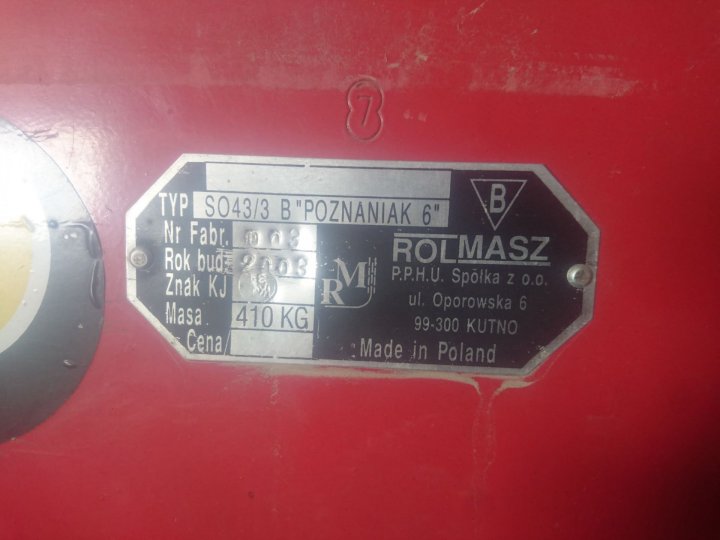 7
TYP SO43/3 B "POZNANIAK 6"
Nr Fabr. 003
Rok bud. 2003
Znak KJ
Masa 410 KG
Cena
RM
B
ROLMASZ
P.P.H.U. Spółka z o.o.
ul. Oporowska 6
99-300 KUTNO
Made in Poland